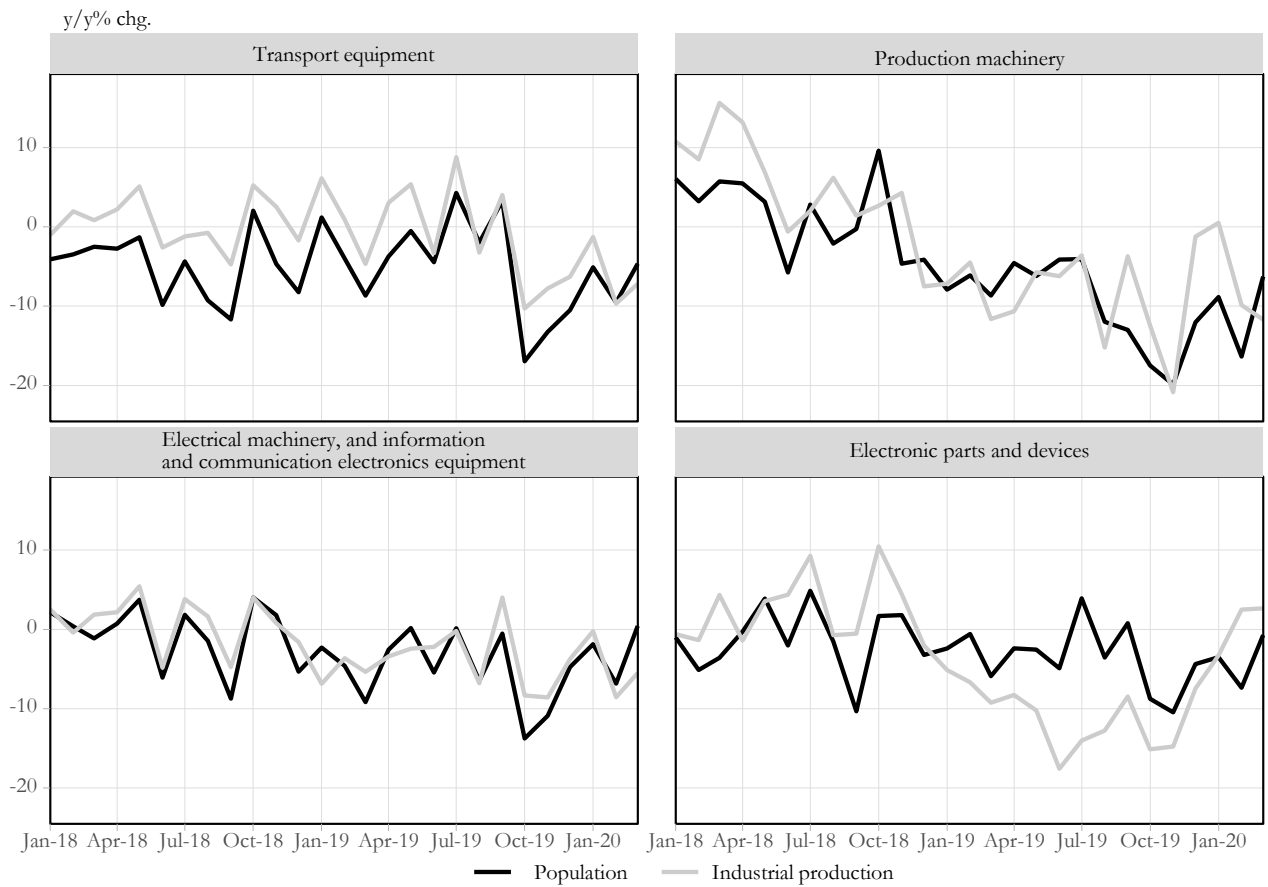 y/y% chg.
Transport equipment
Production machinery
10
0
-10
-20
Electrical machinery, and information
and communication electronics equipment
Electronic parts and devices
10
0
-10
-20
Jan-18 Apr-18 Jul-18 Oct-18 Jan-19 Apr-19 Jul-19 Oct-19 Jan-20
Jan-18 Apr-18 Jul-18 Oct-18 Jan-19 Apr-19 Jul-19 Oct-19 Jan-20
Population Industrial production